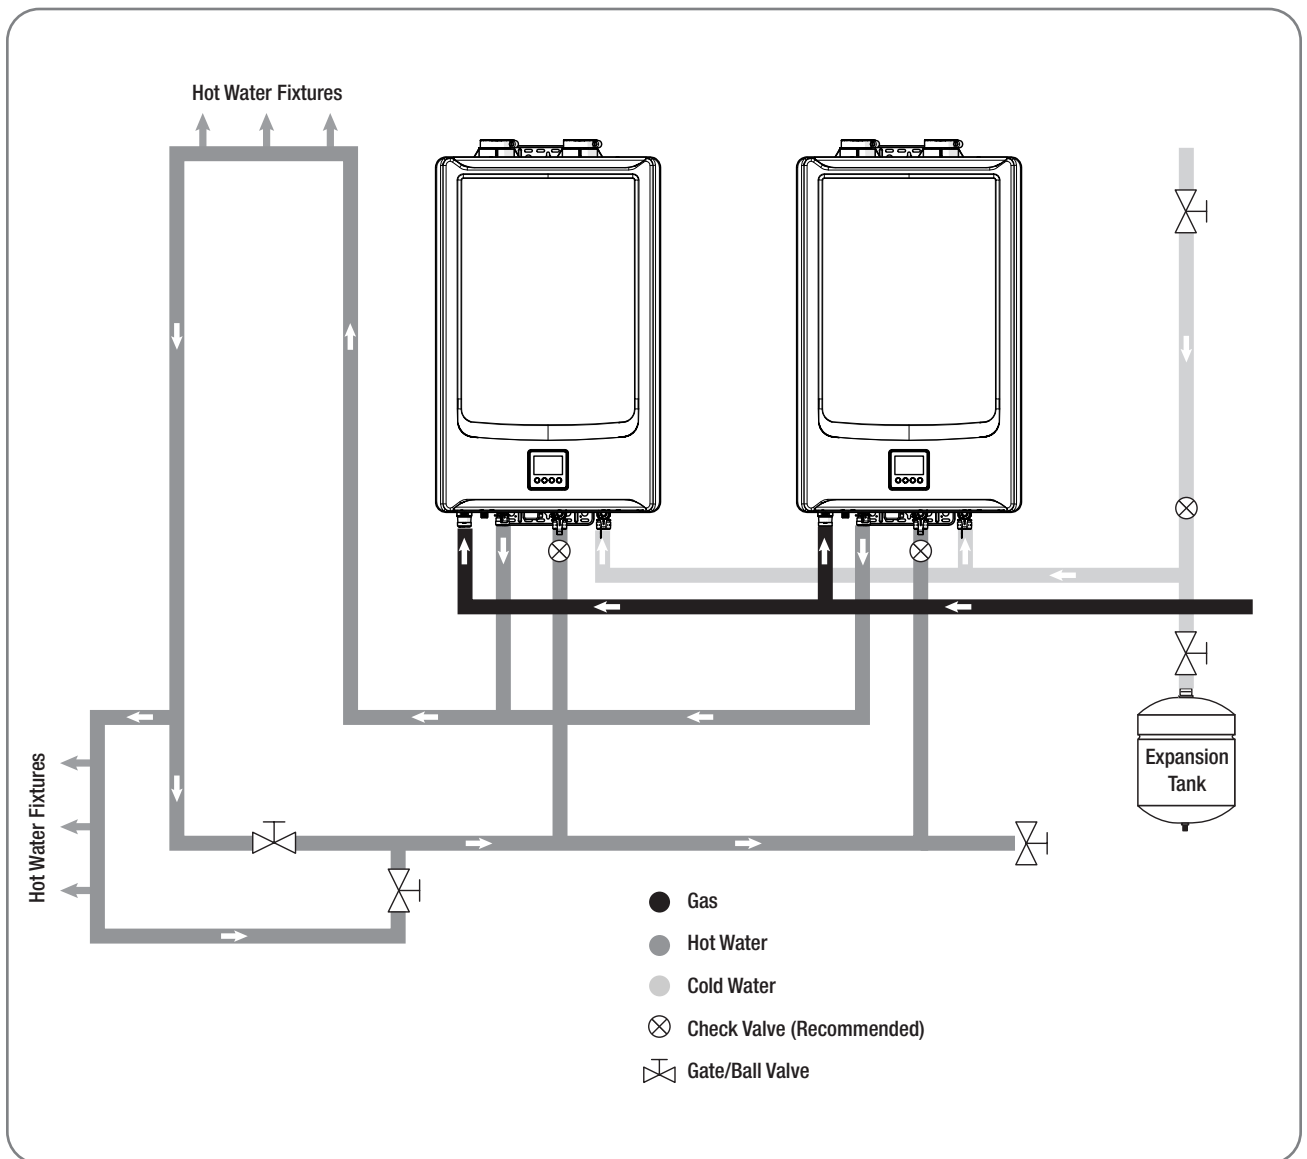 Hot Water Fixtures
Expansion
Tank
Hot Water Fixtures
Gas
Hot Water
Cold Water
Check Valve (Recommended)
Gate/Ball Valve